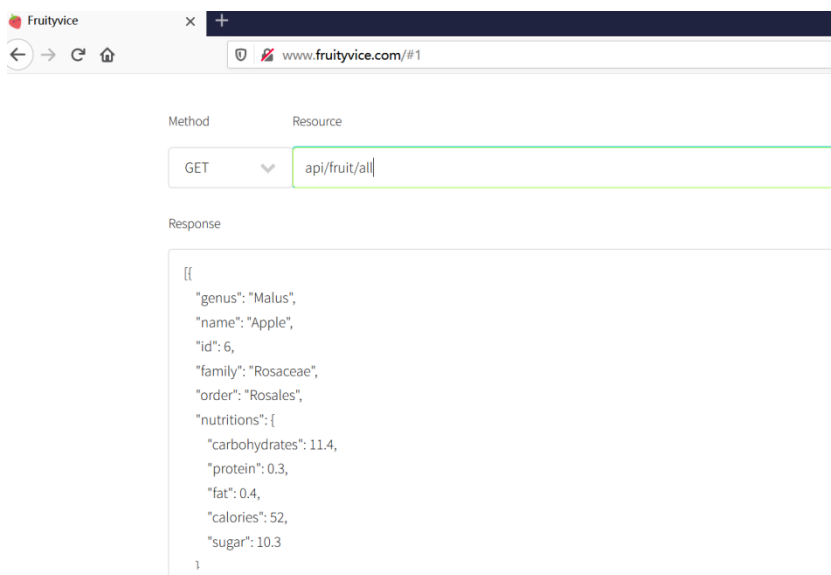 Fruityvice
www.fruityvice.com/#1
Method Resource
GET api/fruit/all
Response
[{
"genus": "Malus",
"name": "Apple",
"id": 6,
"family": "Rosaceae",
"order": "Rosales",
"nutritions": {
"carbohydrates": 11.4,
"protein": 0.3,
"fat": 0.4,
"calories": 52,
"sugar": 10.3
}